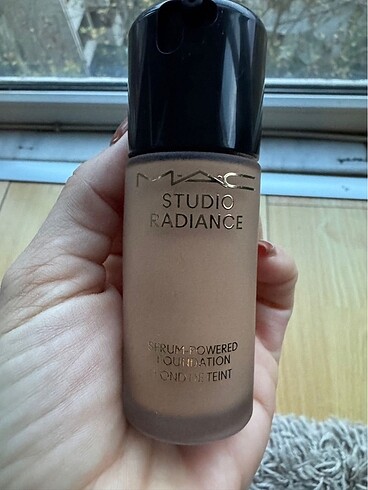 MAC
STUDIO
RADIANCE
SERUM-POWERED
FOUNDATION
FOND DE TEINT